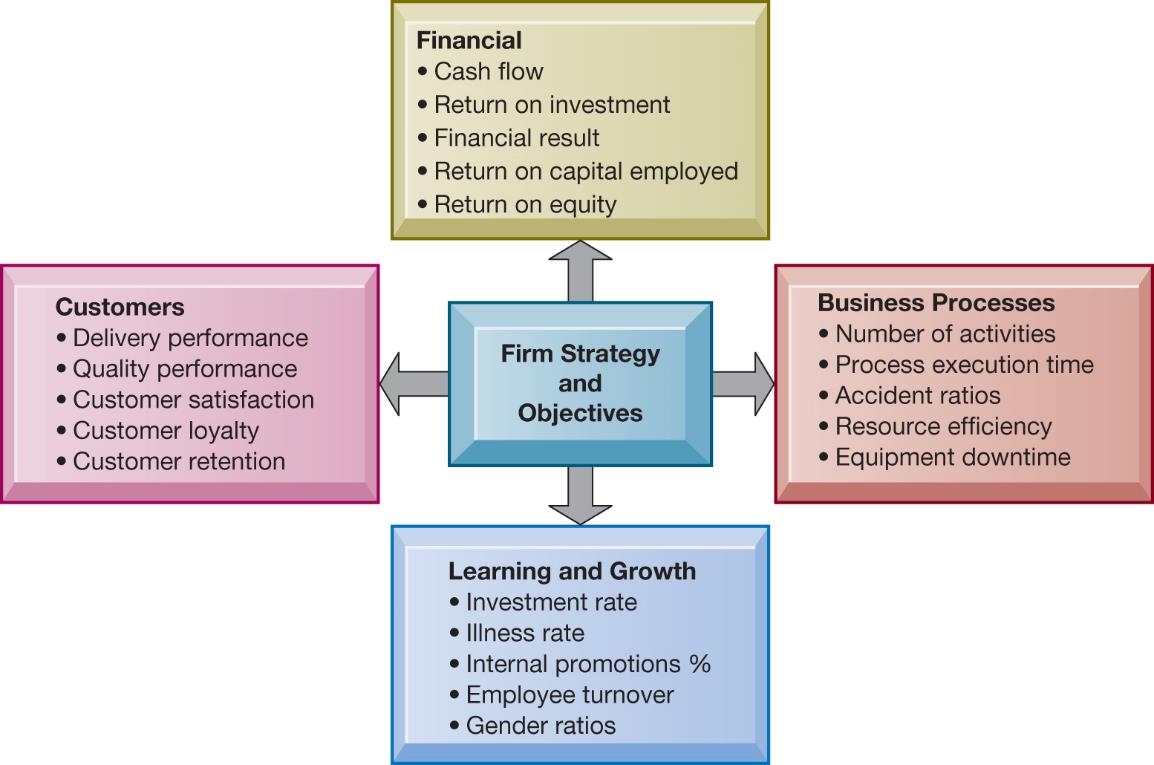 Financial
• Cash flow
• Return on investment
• Financial result
• Return on capital employed
• Return on equity
Customers
• Delivery performance
• Quality performance
• Customer satisfaction
• Customer loyalty
• Customer retention
Firm Strategy
and
Objectives
Business Processes
• Number of activities
• Process execution time
• Accident ratios
• Resource efficiency
• Equipment downtime
Learning and Growth
• Investment rate
• Illness rate
• Internal promotions %
• Employee turnover
• Gender ratios